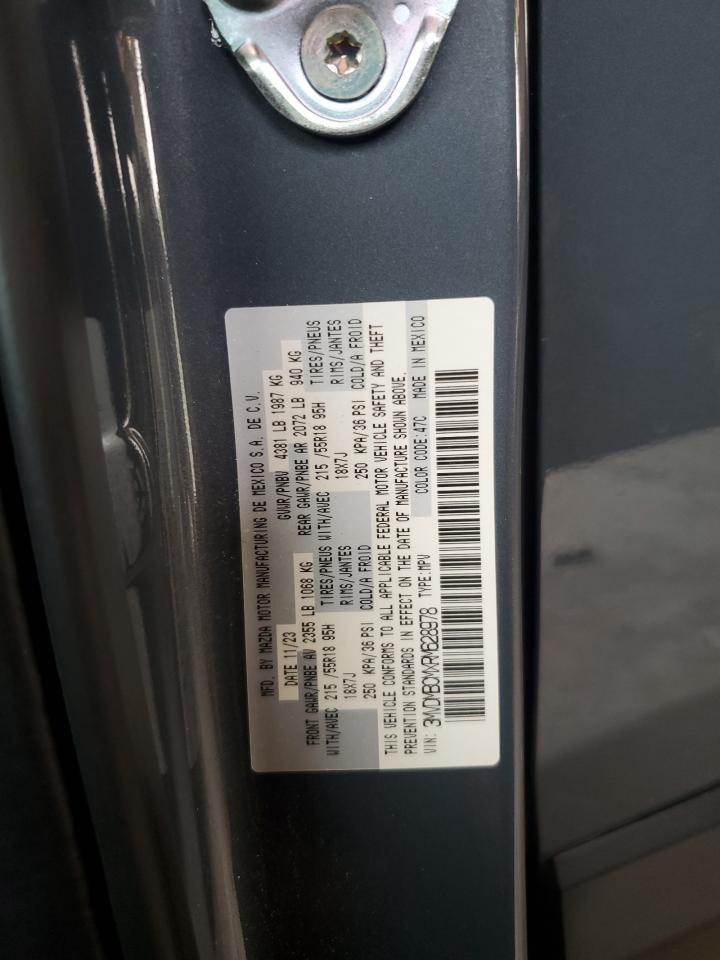 MFD. BY MAZDA MOTOR MANUFACTURING DE MEXICO S.A. DE C.V.
DATE 11/23 GVWR/PNBV 4381 LB 1987 KG
FRONT GAWR/PNBE AV 2355 LB 1068 KG REAR GAWR/PNBE AR 2072 LB 940 KG
WITH/AVEC 215 /55R18 95H TIRES/PNEUS WITH/AVEC 215 /55R18 95H TIRES/PNEUS
18X7J RIMS/JANTES 18X7J RIMS/JANTES
250 KPA/36 PSI COLD/A FROID 250 KPA/36 PSI COLD/A FROID
THIS VEHICLE CONFORMS TO ALL APPLICABLE FEDERAL MOTOR VEHICLE SAFETY AND THEFT
PREVENTION STANDARDS IN EFFECT ON THE DATE OF MANUFACTURE SHOWN ABOVE.
VIN: 3MVDMBCMXRM628978 TYPE:MPV COLOR CODE:47C MADE IN MEXICO